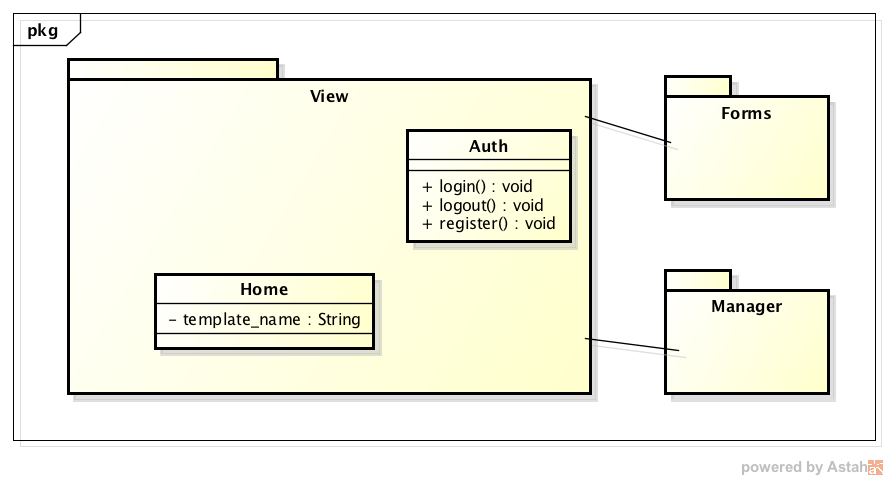 pkg
View
Forms
Auth
+ login() : void
+ logout() : void
+ register() : void
Home
- template_name : String
Manager
powered by Astah